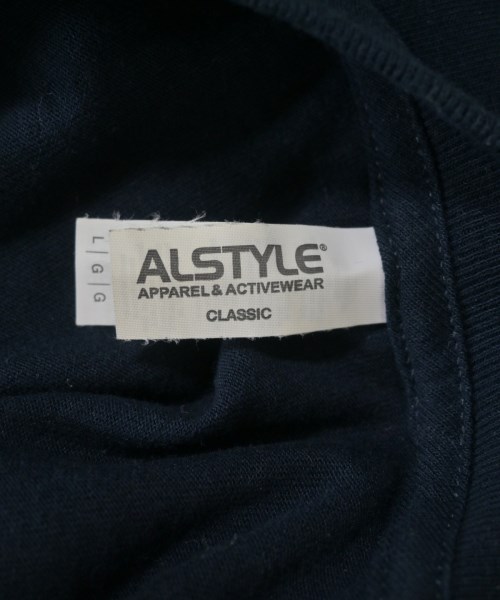 ALSTYLE®
APPAREL & ACTIVEWEAR
CLASSIC
L|G|G